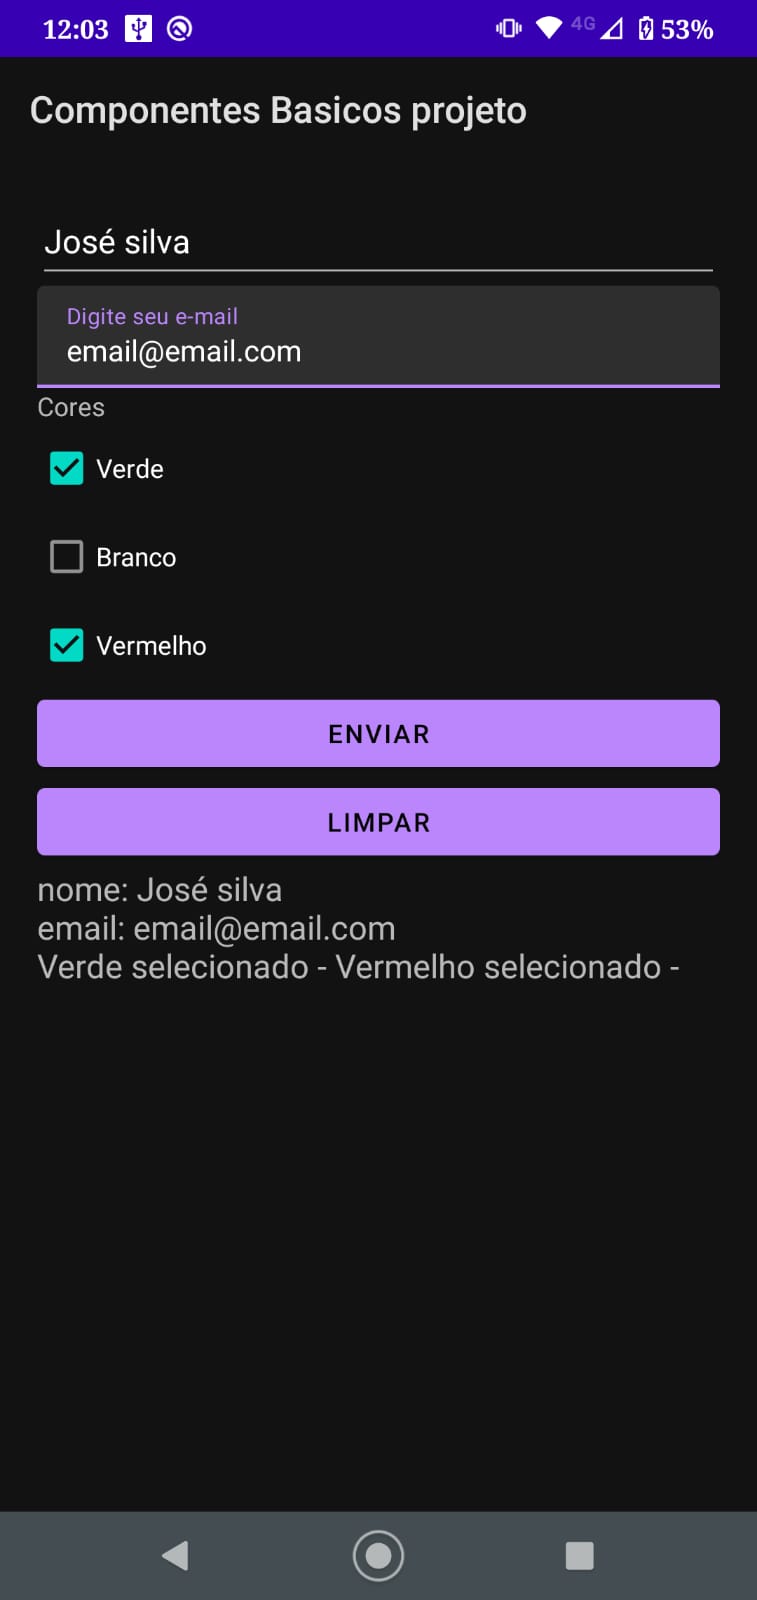 12:03 4G 53%
Componentes Basicos projeto
José silva
Digite seu e-mail
email@email.com
Cores
Verde
Branco
Vermelho
ENVIAR
LIMPAR
nome: José silva
email: email@email.com
Verde selecionado - Vermelho selecionado -